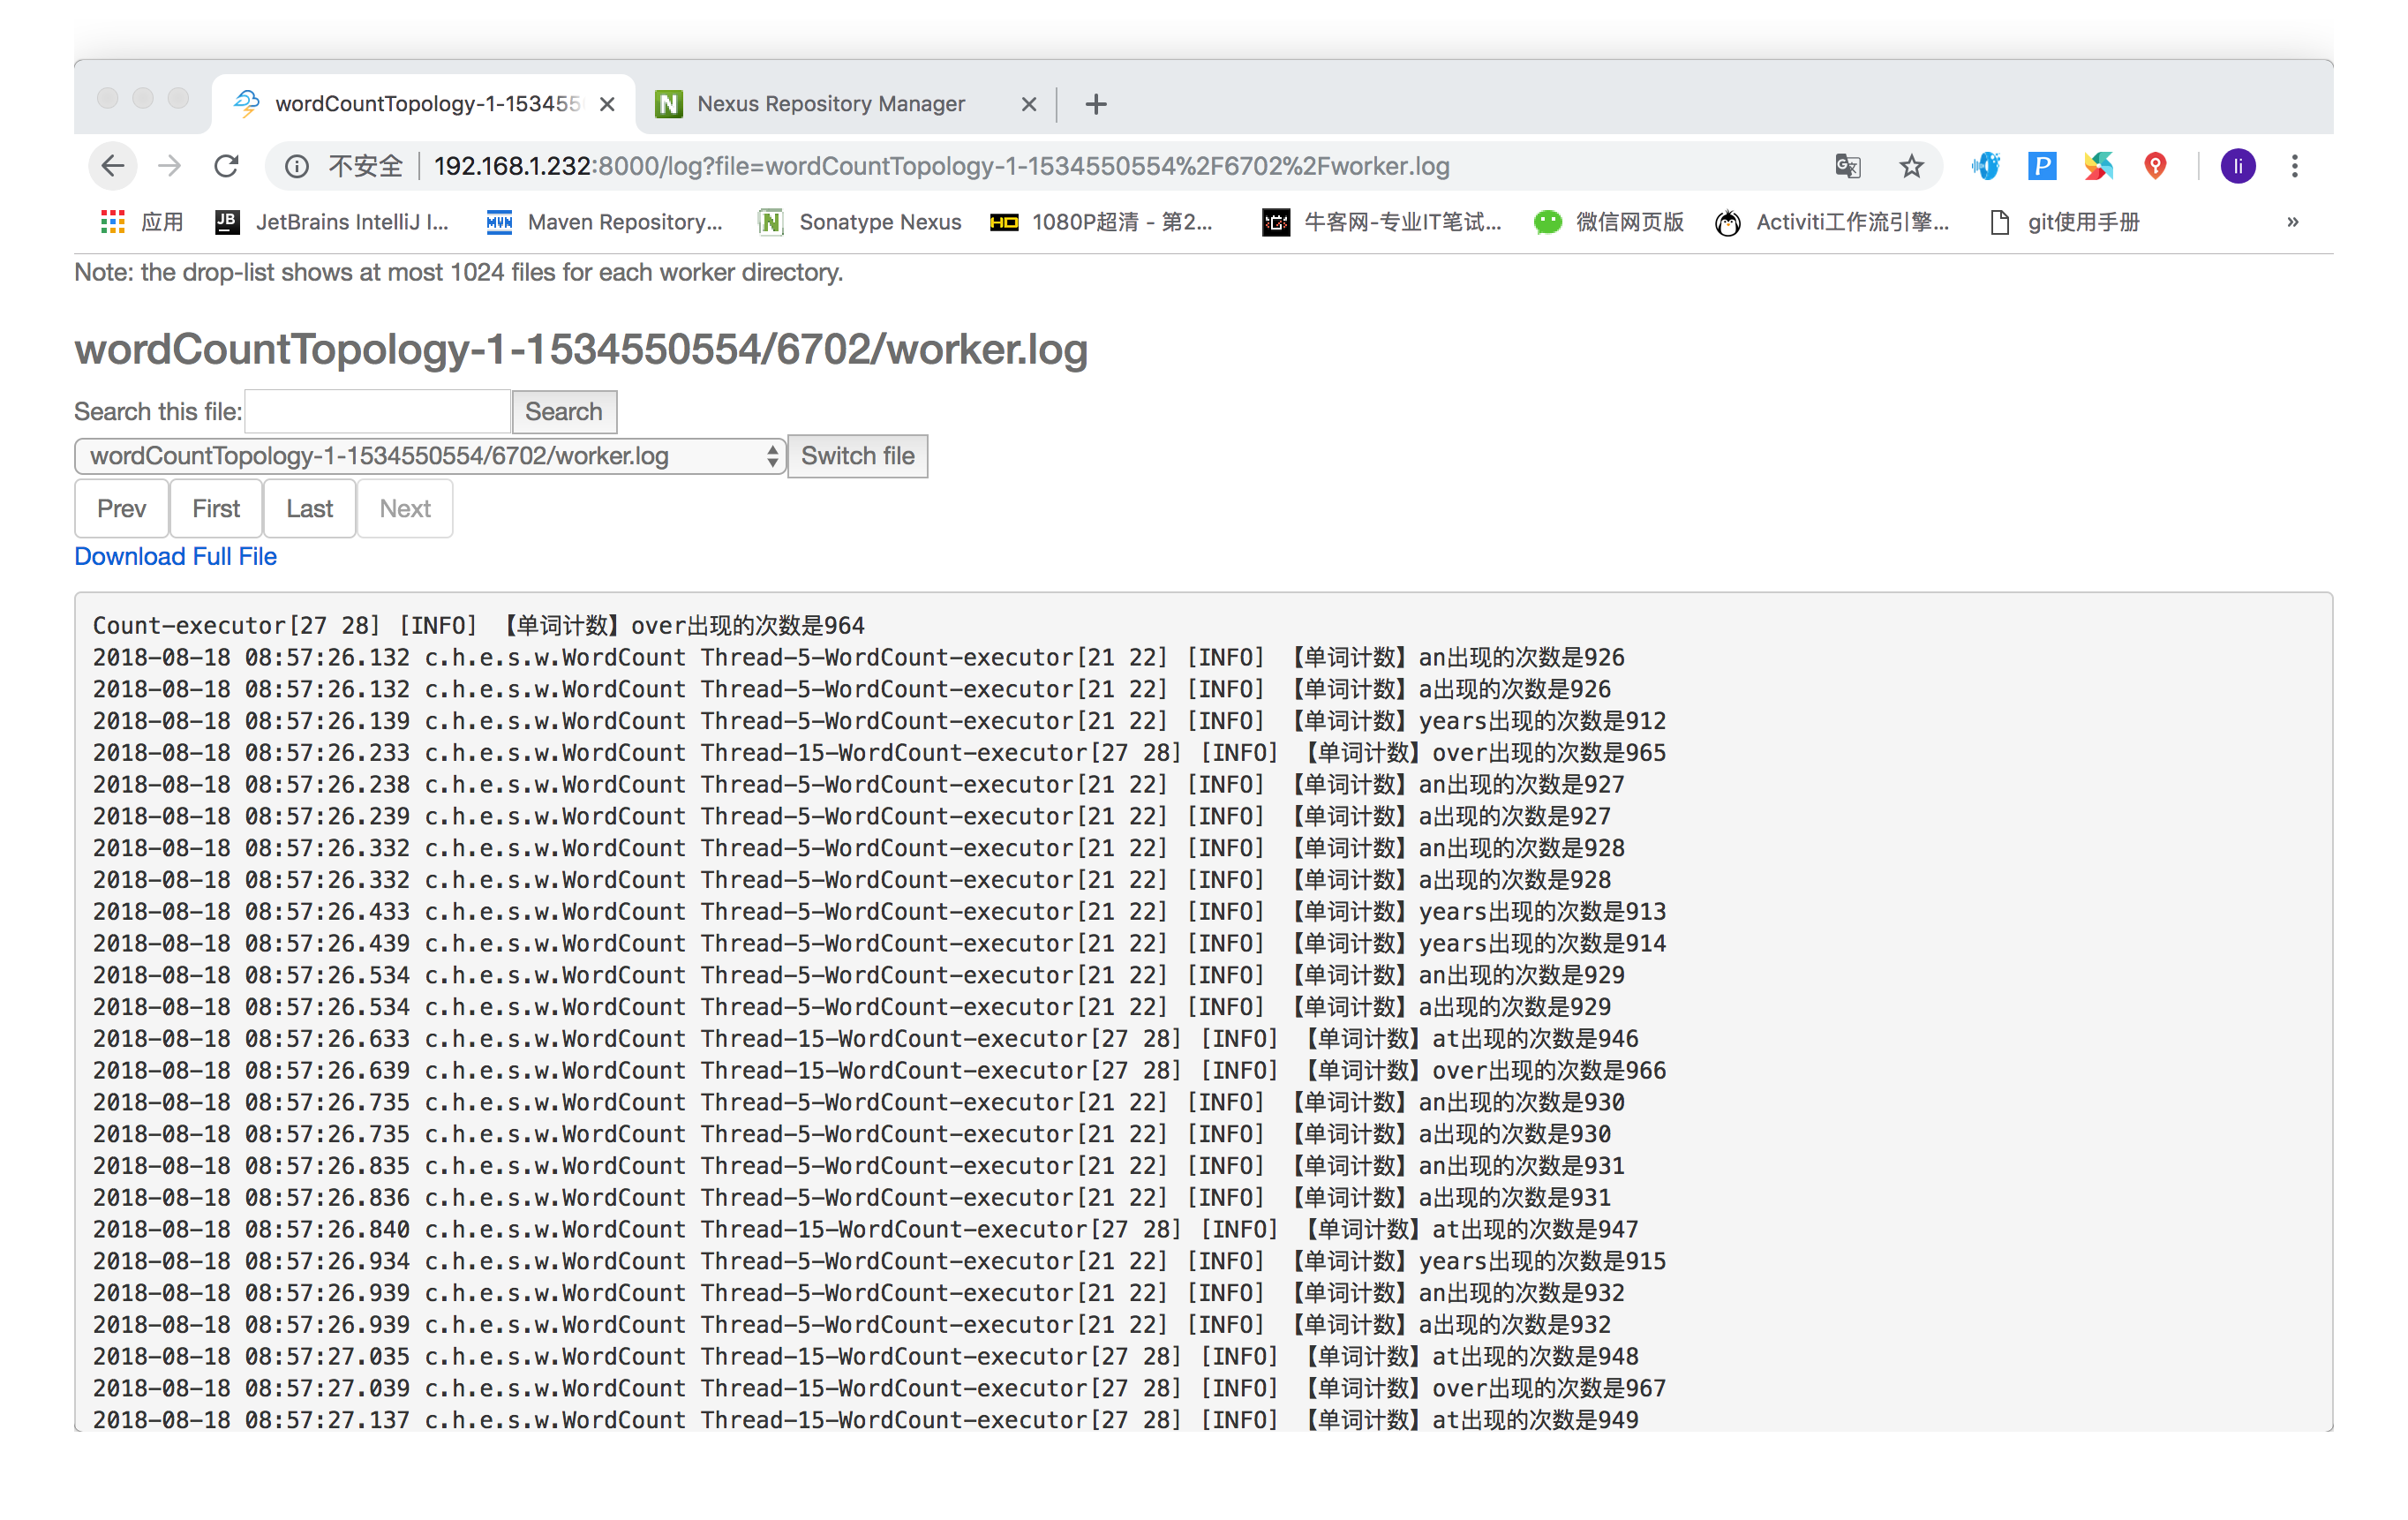 wordCountTopology-1-153455
Nexus Repository Manager
不安全 192.168.1.232:8000/log?file=wordCountTopology-1-1534550554%2F6702%2Fworker.log
应用 JetBrains IntelliJ I... Maven Repository... Sonatype Nexus 1080P超清 - 第2... 牛客网-专业IT笔试... 微信网页版 Activiti工作流引擎... git使用手册 »
Note: the drop-list shows at most 1024 files for each worker directory.
wordCountTopology-1-1534550554/6702/worker.log
Search this file: Search
wordCountTopology-1-1534550554/6702/worker.log Switch file
Prev First Last Next
Download Full File
Count-executor[27 28] [INFO] 【单词计数】over出现的次数是964
2018-08-18 08:57:26.132 c.h.e.s.w.WordCount Thread-5-WordCount-executor[21 22] [INFO] 【单词计数】an出现的次数是926
2018-08-18 08:57:26.132 c.h.e.s.w.WordCount Thread-5-WordCount-executor[21 22] [INFO] 【单词计数】a出现的次数是926
2018-08-18 08:57:26.139 c.h.e.s.w.WordCount Thread-5-WordCount-executor[21 22] [INFO] 【单词计数】years出现的次数是912
2018-08-18 08:57:26.233 c.h.e.s.w.WordCount Thread-15-WordCount-executor[27 28] [INFO] 【单词计数】over出现的次数是965
2018-08-18 08:57:26.238 c.h.e.s.w.WordCount Thread-5-WordCount-executor[21 22] [INFO] 【单词计数】an出现的次数是927
2018-08-18 08:57:26.239 c.h.e.s.w.WordCount Thread-5-WordCount-executor[21 22] [INFO] 【单词计数】a出现的次数是927
2018-08-18 08:57:26.332 c.h.e.s.w.WordCount Thread-5-WordCount-executor[21 22] [INFO] 【单词计数】an出现的次数是928
2018-08-18 08:57:26.332 c.h.e.s.w.WordCount Thread-5-WordCount-executor[21 22] [INFO] 【单词计数】a出现的次数是928
2018-08-18 08:57:26.433 c.h.e.s.w.WordCount Thread-5-WordCount-executor[21 22] [INFO] 【单词计数】years出现的次数是913
2018-08-18 08:57:26.439 c.h.e.s.w.WordCount Thread-5-WordCount-executor[21 22] [INFO] 【单词计数】years出现的次数是914
2018-08-18 08:57:26.534 c.h.e.s.w.WordCount Thread-5-WordCount-executor[21 22] [INFO] 【单词计数】an出现的次数是929
2018-08-18 08:57:26.534 c.h.e.s.w.WordCount Thread-5-WordCount-executor[21 22] [INFO] 【单词计数】a出现的次数是929
2018-08-18 08:57:26.633 c.h.e.s.w.WordCount Thread-15-WordCount-executor[27 28] [INFO] 【单词计数】at出现的次数是946
2018-08-18 08:57:26.639 c.h.e.s.w.WordCount Thread-15-WordCount-executor[27 28] [INFO] 【单词计数】over出现的次数是966
2018-08-18 08:57:26.735 c.h.e.s.w.WordCount Thread-5-WordCount-executor[21 22] [INFO] 【单词计数】an出现的次数是930
2018-08-18 08:57:26.735 c.h.e.s.w.WordCount Thread-5-WordCount-executor[21 22] [INFO] 【单词计数】a出现的次数是930
2018-08-18 08:57:26.835 c.h.e.s.w.WordCount Thread-5-WordCount-executor[21 22] [INFO] 【单词计数】an出现的次数是931
2018-08-18 08:57:26.836 c.h.e.s.w.WordCount Thread-5-WordCount-executor[21 22] [INFO] 【单词计数】a出现的次数是931
2018-08-18 08:57:26.840 c.h.e.s.w.WordCount Thread-15-WordCount-executor[27 28] [INFO] 【单词计数】at出现的次数是947
2018-08-18 08:57:26.934 c.h.e.s.w.WordCount Thread-5-WordCount-executor[21 22] [INFO] 【单词计数】years出现的次数是915
2018-08-18 08:57:26.939 c.h.e.s.w.WordCount Thread-5-WordCount-executor[21 22] [INFO] 【单词计数】an出现的次数是932
2018-08-18 08:57:26.939 c.h.e.s.w.WordCount Thread-5-WordCount-executor[21 22] [INFO] 【单词计数】a出现的次数是932
2018-08-18 08:57:27.035 c.h.e.s.w.WordCount Thread-15-WordCount-executor[27 28] [INFO] 【单词计数】at出现的次数是948
2018-08-18 08:57:27.039 c.h.e.s.w.WordCount Thread-15-WordCount-executor[27 28] [INFO] 【单词计数】over出现的次数是967
2018-08-18 08:57:27.137 c.h.e.s.w.WordCount Thread-15-WordCount-executor[27 28] [INFO] 【单词计数】at出现的次数是949